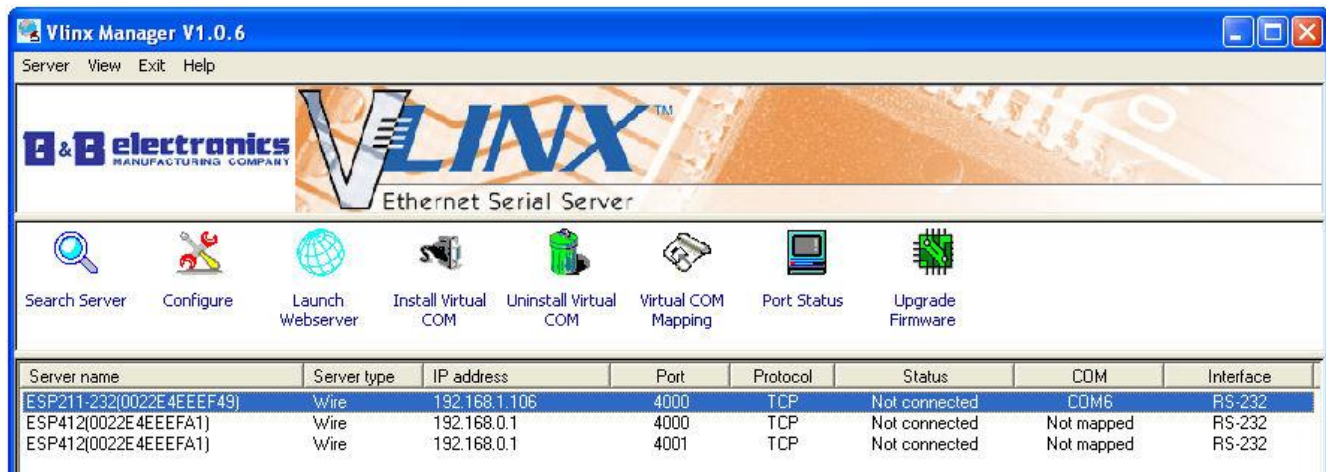 Vlinx Manager V1.0.6
Server View Exit Help
B&B electronics
MANUFACTURING COMPANY
VLINX™
Ethernet Serial Server
Search Server
Configure
Launch Webserver
Install Virtual COM
Uninstall Virtual COM
Virtual COM Mapping
Port Status
Upgrade Firmware
Server name Server type IP address Port Protocol Status COM Interface
ESP211-232(0022E4EEEF49) Wire 192.168.1.106 4000 TCP Not connected COM6 RS-232
ESP412(0022E4EEEFA1) Wire 192.168.0.1 4000 TCP Not connected Not mapped RS-232
ESP412(0022E4EEEFA1) Wire 192.168.0.1 4001 TCP Not connected Not mapped RS-232